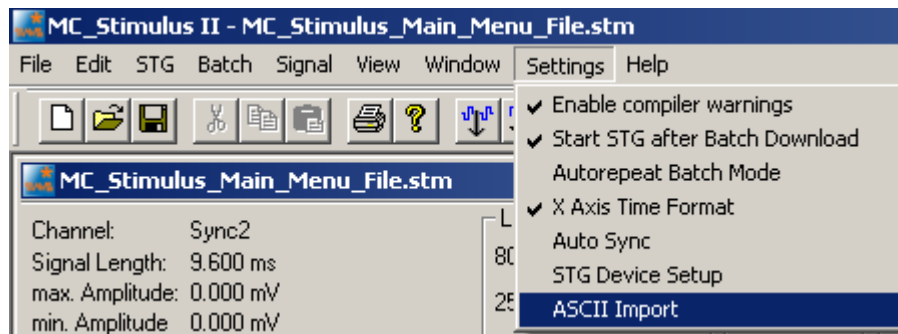 MC_Stimulus II - MC_Stimulus_Main_Menu_File.stm
File Edit STG Batch Signal View Window Settings Help
Enable compiler warnings
Start STG after Batch Download
Autorepeat Batch Mode
X Axis Time Format
Auto Sync
STG Device Setup
ASCII Import
MC_Stimulus_Main_Menu_File.stm
Channel: Sync2
Signal Length: 9.600 ms
max. Amplitude: 0.000 mV
min. Amplitude 0.000 mV